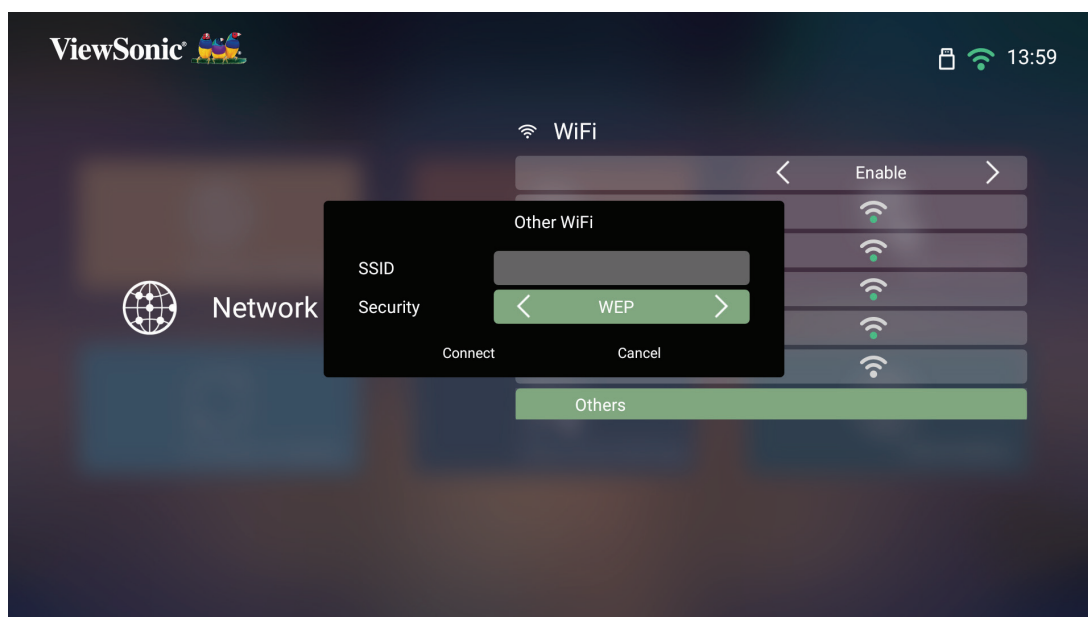 ViewSonic®
13:59
WiFi
Enable
Other WiFi
SSID
Network
Security
WEP
Connect
Cancel
Others